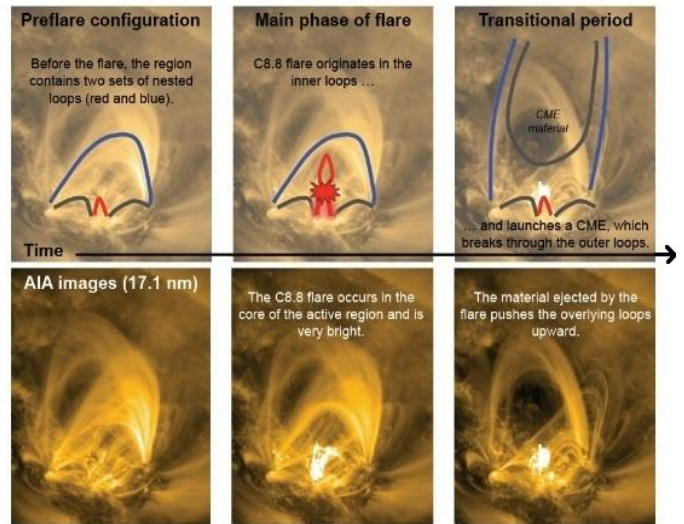 Preflare configuration
Before the flare, the region
contains two sets of nested
loops (red and blue).
Main phase of flare
C8.8 flare originates in the
inner loops …
Transitional period
CME
material
… and launches a CME, which
breaks through the outer loops.
Time
AIA images (17.1 nm)
The C8.8 flare occurs in the
core of the active region and is
very bright.
The material ejected by the
flare pushes the overlying loops
upward.